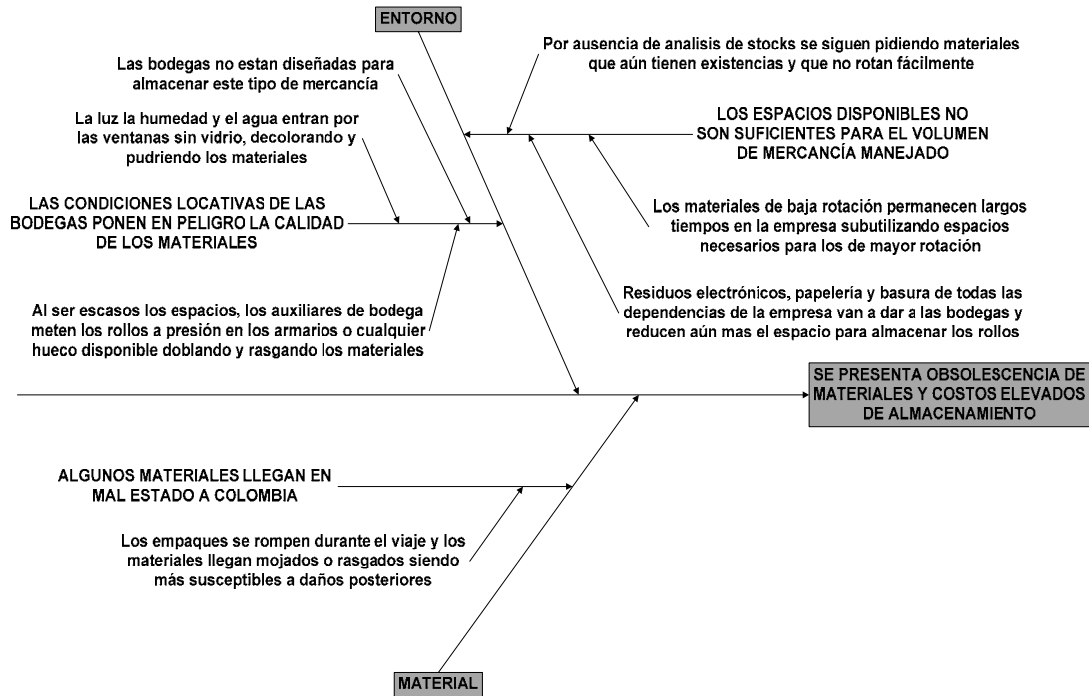 ENTORNO
Por ausencia de analisis de stocks se siguen pidiendo materiales
que aún tienen existencias y que no rotan fácilmente
Las bodegas no estan diseñadas para
almacenar este tipo de mercancía
La luz la humedad y el agua entran por
las ventanas sin vidrio, decolorando y
pudriendo los materiales
LOS ESPACIOS DISPONIBLES NO
SON SUFICIENTES PARA EL VOLUMEN
DE MERCANCÍA MANEJADO
LAS CONDICIONES LOCATIVAS DE LAS
BODEGAS PONEN EN PELIGRO LA CALIDAD
DE LOS MATERIALES
Los materiales de baja rotación permanecen largos
tiempos en la empresa subutilizando espacios
necesarios para los de mayor rotación
Al ser escasos los espacios, los auxiliares de bodega
meten los rollos a presión en los armarios o cualquier
hueco disponible doblando y rasgando los materiales
Residuos electrónicos, papelería y basura de todas las
dependencias de la empresa van a dar a las bodegas y
reducen aún mas el espacio para almacenar los rollos
SE PRESENTA OBSOLESCENCIA DE
MATERIALES Y COSTOS ELEVADOS
DE ALMACENAMIENTO
ALGUNOS MATERIALES LLEGAN EN
MAL ESTADO A COLOMBIA
Los empaques se rompen durante el viaje y los
materiales llegan mojados o rasgados siendo
más susceptibles a daños posteriores
MATERIAL